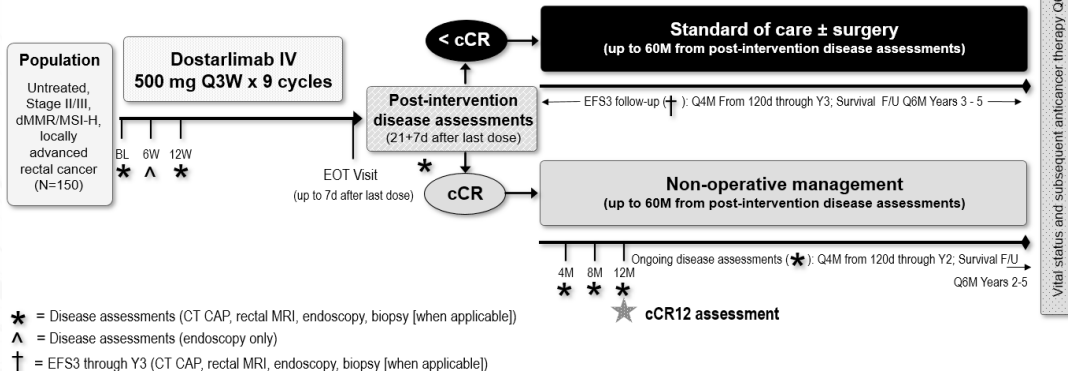 Population
Untreated,
Stage II/III,
dMMR/MSI-H,
locally
advanced
rectal cancer
(N=150)
Dostarlimab IV
500 mg Q3W x 9 cycles
BL 6W 12W
* ^ *
EOT Visit
(up to 7d after last dose)
Post-intervention
disease assessments
(21+7d after last dose)
*
< cCR
cCR
Standard of care ± surgery
(up to 60M from post-intervention disease assessments)
EFS3 follow-up (†): Q4M From 120d through Y3; Survival F/U Q6M Years 3 - 5
Non-operative management
(up to 60M from post-intervention disease assessments)
4M 8M 12M
* * *
Ongoing disease assessments (*): Q4M from 120d through Y2; Survival F/U
Q6M Years 2-5
cCR12 assessment
Vital status and subsequent anticancer therapy
* = Disease assessments (CT CAP, rectal MRI, endoscopy, biopsy [when applicable])
^ = Disease assessments (endoscopy only)
† = EFS3 through Y3 (CT CAP, rectal MRI, endoscopy, biopsy [when applicable])